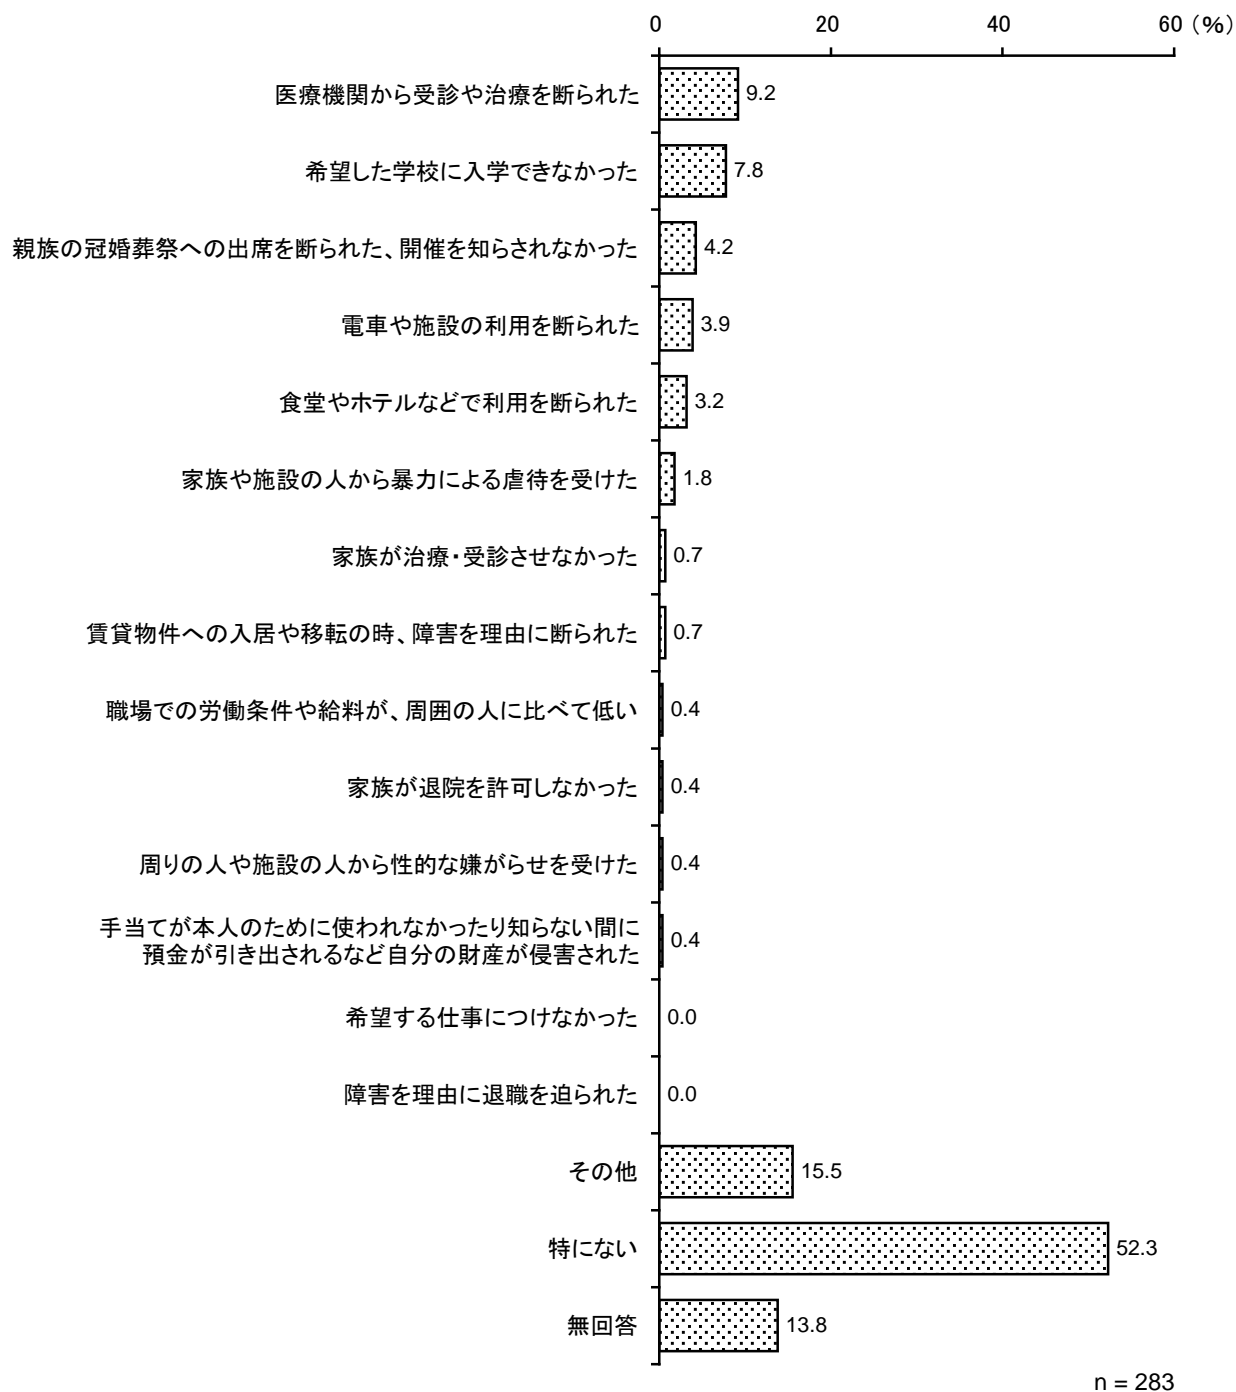 0 20 40 60 (%)
医療機関から受診や治療を断られた 9.2
希望した学校に入学できなかった 7.8
親族の冠婚葬祭への出席を断られた、開催を知らされなかった 4.2
電車や施設の利用を断られた 3.9
食堂やホテルなどで利用を断られた 3.2
家族や施設の人から暴力による虐待を受けた 1.8
家族が治療・受診させなかった 0.7
賃貸物件への入居や移転の時、障害を理由に断られた 0.7
職場での労働条件や給料が、周囲の人に比べて低い 0.4
家族が退院を許可しなかった 0.4
周りの人や施設の人から性的な嫌がらせを受けた 0.4
手当てが本人のために使われなかったり知らない間に
預金が引き出されるなど自分の財産が侵害された 0.4
希望する仕事につけなかった 0.0
障害を理由に退職を迫られた 0.0
その他 15.5
特にない 52.3
無回答 13.8
n = 283